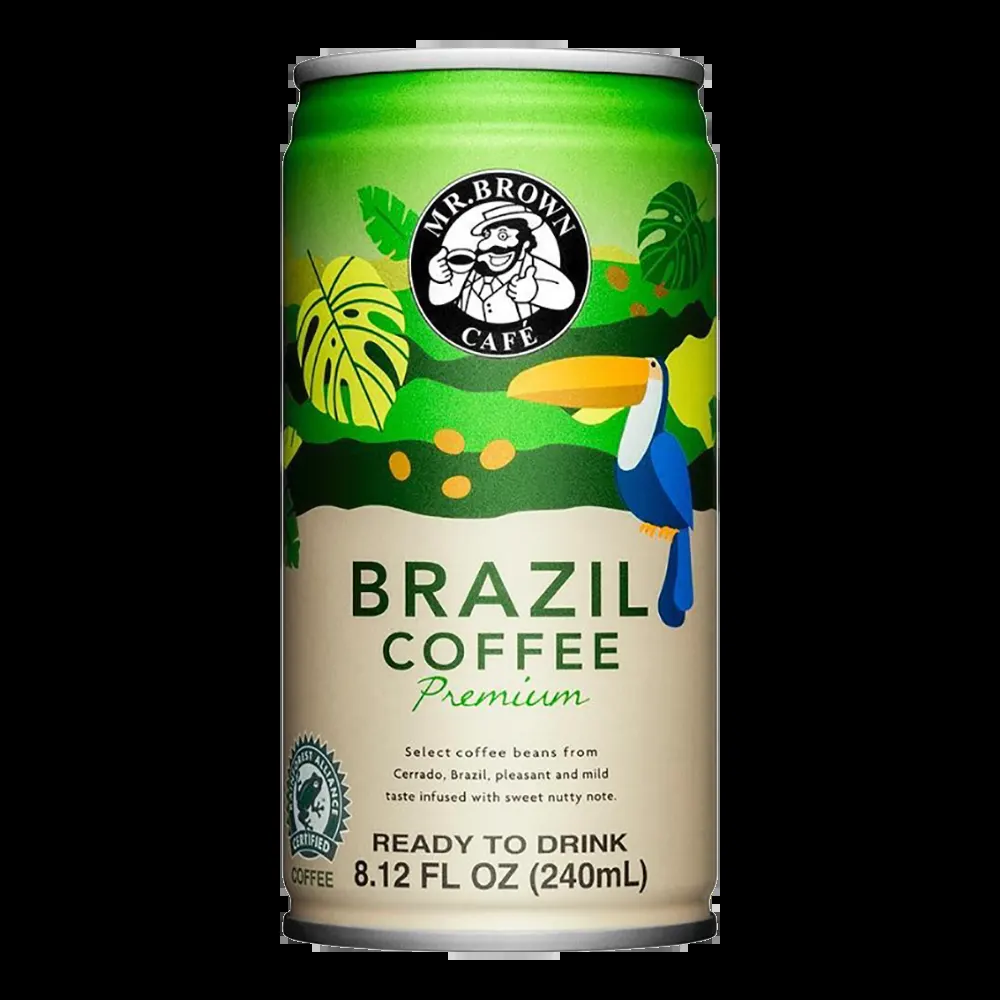 MR.BROWN
CAFÉ
BRAZIL
COFFEE
Premium
Select coffee beans from
Cerrado, Brazil, pleasant and mild
taste infused with sweet nutty note.
RAINFOREST ALLIANCE
CERTIFIED
COFFEE
READY TO DRINK
8.12 FL OZ (240mL)